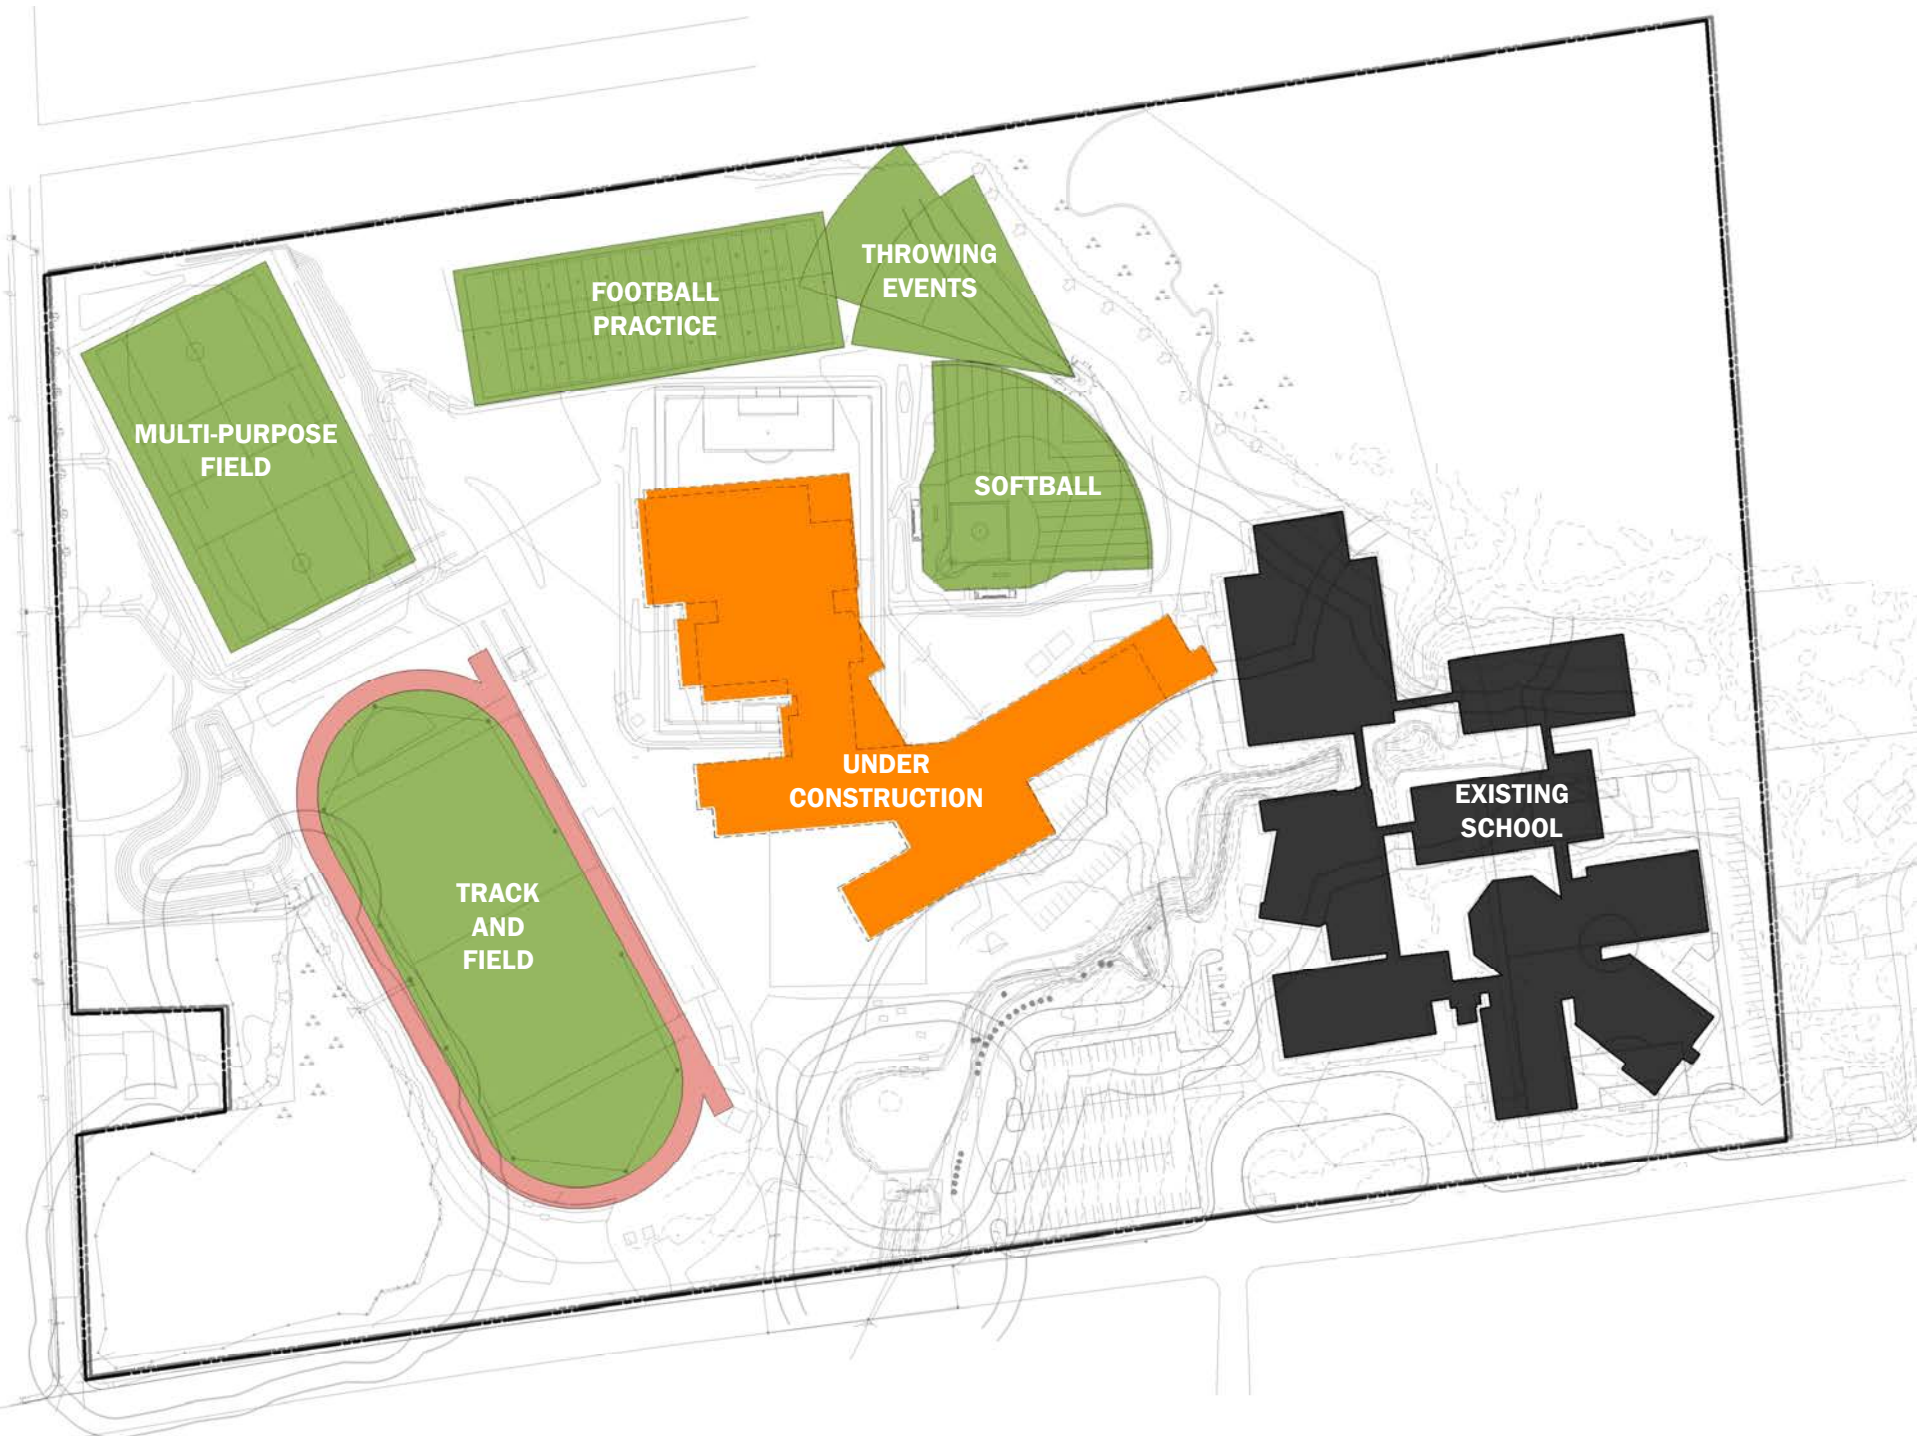 THROWING
EVENTS
FOOTBALL
PRACTICE
MULTI-PURPOSE
FIELD
SOFTBALL
UNDER
CONSTRUCTION
EXISTING
SCHOOL
TRACK
AND
FIELD